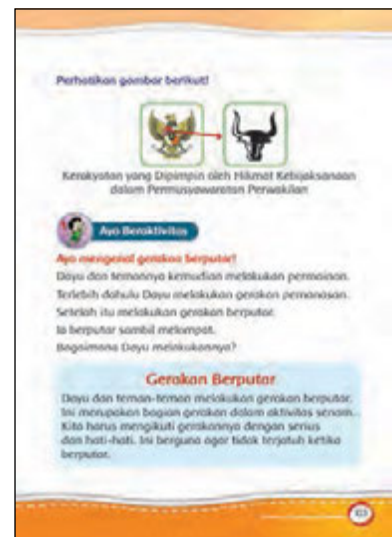 Perhatikan gambar berikut!
Kerakyatan yang Dipimpin oleh Hikmat Kebijaksanaan
dalam Permusyawaratan Perwakilan
Ayo Beraktivitas
Ayo mengenal gerakan berputar!
Dayu dan temannya kemudian melakukan permainan.
Terlebih dahulu Dayu melakukan gerakan pemanasan.
Setelah itu melakukan gerakan berputar.
Ia berputar sambil melompat.
Bagaimana Dayu melakukannya?
Gerakan Berputar
Dayu dan teman-teman melakukan gerakan berputar.
Ini merupakan bagian gerakan dalam aktivitas senam.
Kita harus mengikuti gerakannya dengan serius
dan hati-hati. Ini berguna agar tidak terjatuh ketika
berputar.